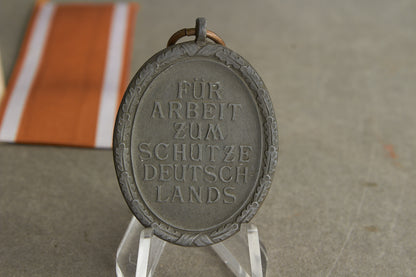 FÜR
ARBEIT
ZUM
SCHUTZE
DEUTSCH-
LANDS